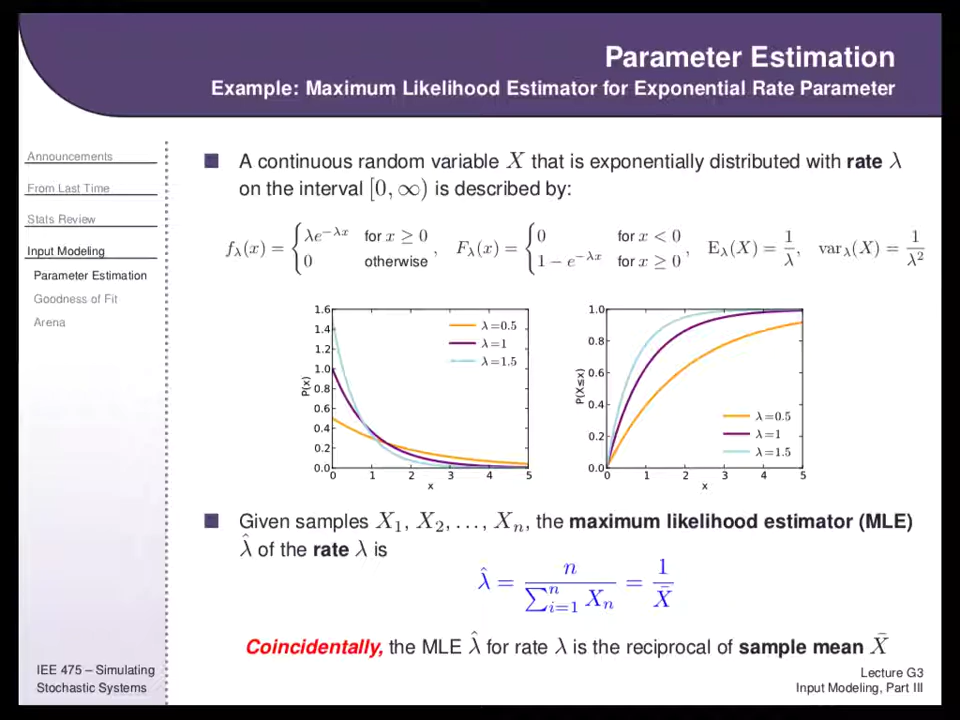 Parameter Estimation
Example: Maximum Likelihood Estimator for Exponential Rate Parameter
Announcements
From Last Time
Stats Review
Input Modeling
Parameter Estimation
Goodness of Fit
Arena
A continuous random variable X that is exponentially distributed with rate λ
on the interval [0, ∞) is described by:
f_λ(x) = { λe^{−λx} for x ≥ 0; 0 otherwise , F_λ(x) = { 0 for x < 0; 1 − e^{−λx} for x ≥ 0 , E_λ(X) = 1/λ, var_λ(X) = 1/λ²
P(x)
1.6
1.4
1.2
1.0
0.8
0.6
0.4
0.2
0.0
0 1 2 3 4 5
x
λ=0.5
λ=1
λ=1.5
P(X≤x)
1.0
0.8
0.6
0.4
0.2
0.0
0 1 2 3 4 5
x
λ=0.5
λ=1
λ=1.5
Given samples X₁, X₂, …, Xₙ, the maximum likelihood estimator (MLE)
λ̂ of the rate λ is
λ̂ = n / ∑_{i=1}^{n} X_n = 1 / X̄
Coincidentally, the MLE λ̂ for rate λ is the reciprocal of sample mean X̄
IEE 475 – Simulating
Stochastic Systems
Lecture G3
Input Modeling, Part III